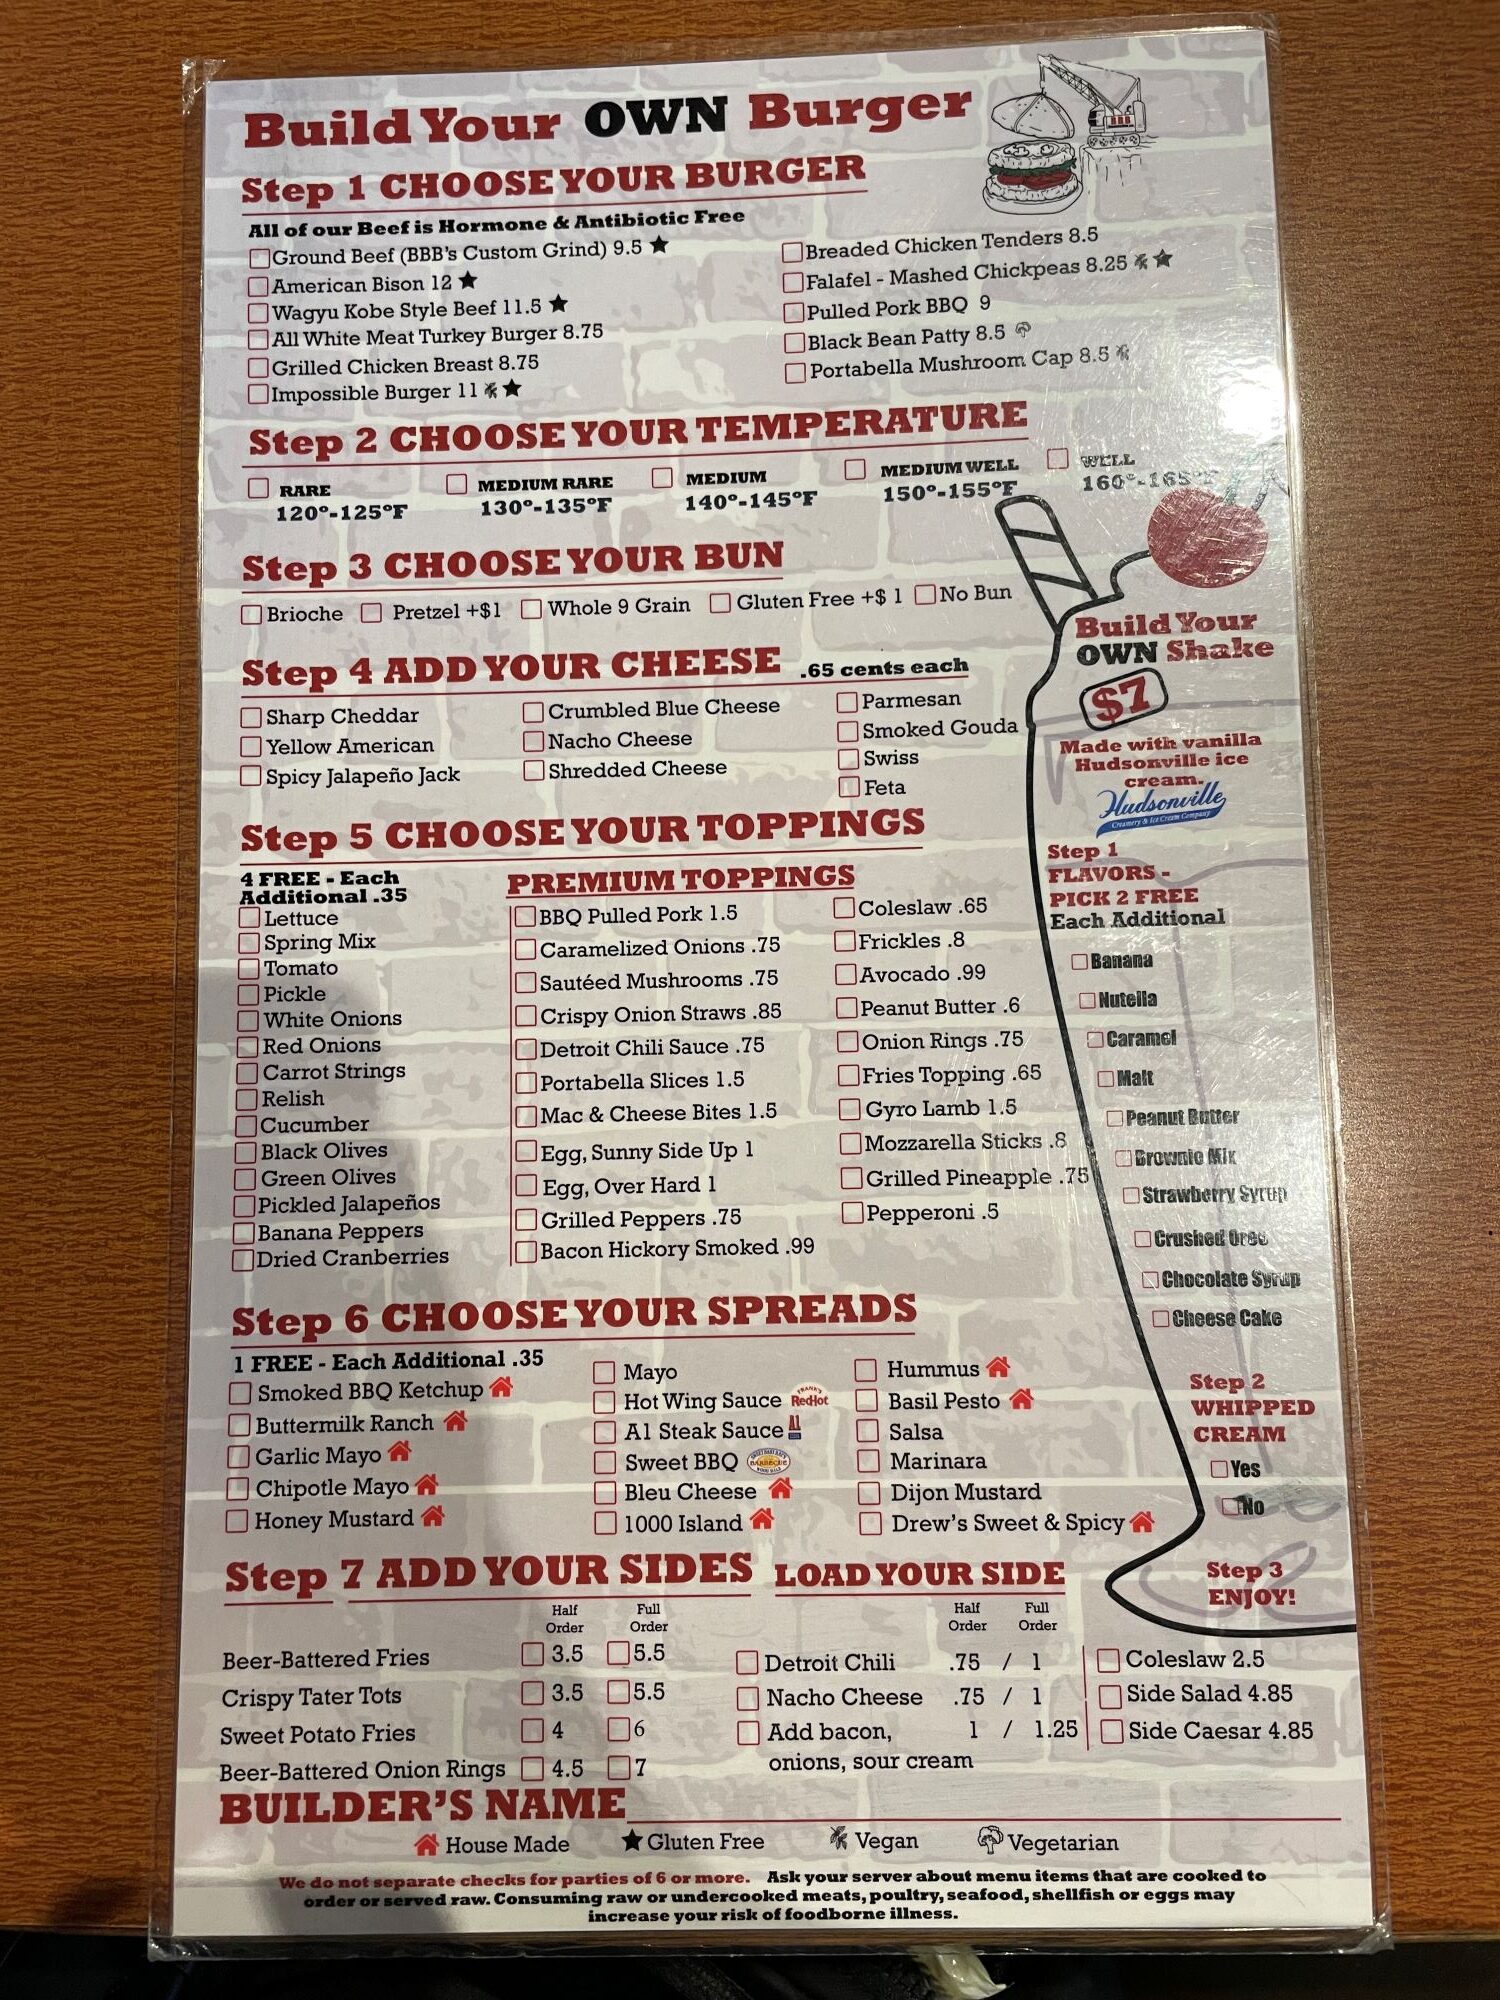 Build Your OWN Burger
BBB
Step 1 CHOOSE YOUR BURGER
All of our Beef is Hormone & Antibiotic Free
Ground Beef (BBB's Custom Grind) 9.5
American Bison 12
Wagyu Kobe Style Beef 11.5
All White Meat Turkey Burger 8.75
Grilled Chicken Breast 8.75
Impossible Burger 11
Breaded Chicken Tenders 8.5
Falafel - Mashed Chickpeas 8.25
Pulled Pork BBQ 9
Black Bean Patty 8.5
Portabella Mushroom Cap 8.5
Step 2 CHOOSE YOUR TEMPERATURE
RARE
120°-125°F
MEDIUM RARE
130°-135°F
MEDIUM
140°-145°F
MEDIUM WELL
150°-155°F
WELL
160°-165°F
Step 3 CHOOSE YOUR BUN
Brioche Pretzel +$1 Whole 9 Grain Gluten Free +$ 1 No Bun
Step 4 ADD YOUR CHEESE .65 cents each
Sharp Cheddar
Yellow American
Spicy Jalapeño Jack
Crumbled Blue Cheese
Nacho Cheese
Shredded Cheese
Parmesan
Smoked Gouda
Swiss
Feta
Step 5 CHOOSE YOUR TOPPINGS
4 FREE - Each
Additional .35
Lettuce
Spring Mix
Tomato
Pickle
White Onions
Red Onions
Carrot Strings
Relish
Cucumber
Black Olives
Green Olives
Pickled Jalapeños
Banana Peppers
Dried Cranberries
PREMIUM TOPPINGS
BBQ Pulled Pork 1.5
Caramelized Onions .75
Sautéed Mushrooms .75
Crispy Onion Straws .85
Detroit Chili Sauce .75
Portabella Slices 1.5
Mac & Cheese Bites 1.5
Egg, Sunny Side Up 1
Egg, Over Hard 1
Grilled Peppers .75
Bacon Hickory Smoked .99
Coleslaw .65
Frickles .8
Avocado .99
Peanut Butter .6
Onion Rings .75
Fries Topping .65
Gyro Lamb 1.5
Mozzarella Sticks .8
Grilled Pineapple .75
Pepperoni .5
Step 6 CHOOSE YOUR SPREADS
1 FREE - Each Additional .35
Smoked BBQ Ketchup
Buttermilk Ranch
Garlic Mayo
Chipotle Mayo
Honey Mustard
Mayo
Hot Wing Sauce FRANK'S RedHot
A1 Steak Sauce A1
Sweet BBQ SWEET BABY RAY'S BARBECUE
Bleu Cheese
1000 Island
Hummus
Basil Pesto
Salsa
Marinara
Dijon Mustard
Drew's Sweet & Spicy
Step 7 ADD YOUR SIDES
Half Order Full Order
Beer-Battered Fries 3.5 5.5
Crispy Tater Tots 3.5 5.5
Sweet Potato Fries 4 6
Beer-Battered Onion Rings 4.5 7
LOAD YOUR SIDE
Half Order Full Order
Detroit Chili .75 / 1
Nacho Cheese .75 / 1
Add bacon, 1 / 1.25
onions, sour cream
Coleslaw 2.5
Side Salad 4.85
Side Caesar 4.85
Build Your
OWN Shake
$7
Made with vanilla
Hudsonville ice
cream.
Hudsonville
Creamery & Ice Cream Company
Step 1
FLAVORS -
PICK 2 FREE
Each Additional
Banana
Nutella
Caramel
Malt
Peanut Butter
Brownie Mix
Strawberry Syrup
Crushed Oreo
Chocolate Syrup
Cheese Cake
Step 2
WHIPPED
CREAM
Yes
No
Step 3
ENJOY!
BUILDER'S NAME
House Made Gluten Free Vegan Vegetarian
We do not separate checks for parties of 6 or more. Ask your server about menu items that are cooked to
order or served raw. Consuming raw or undercooked meats, poultry, seafood, shellfish or eggs may
increase your risk of foodborne illness.